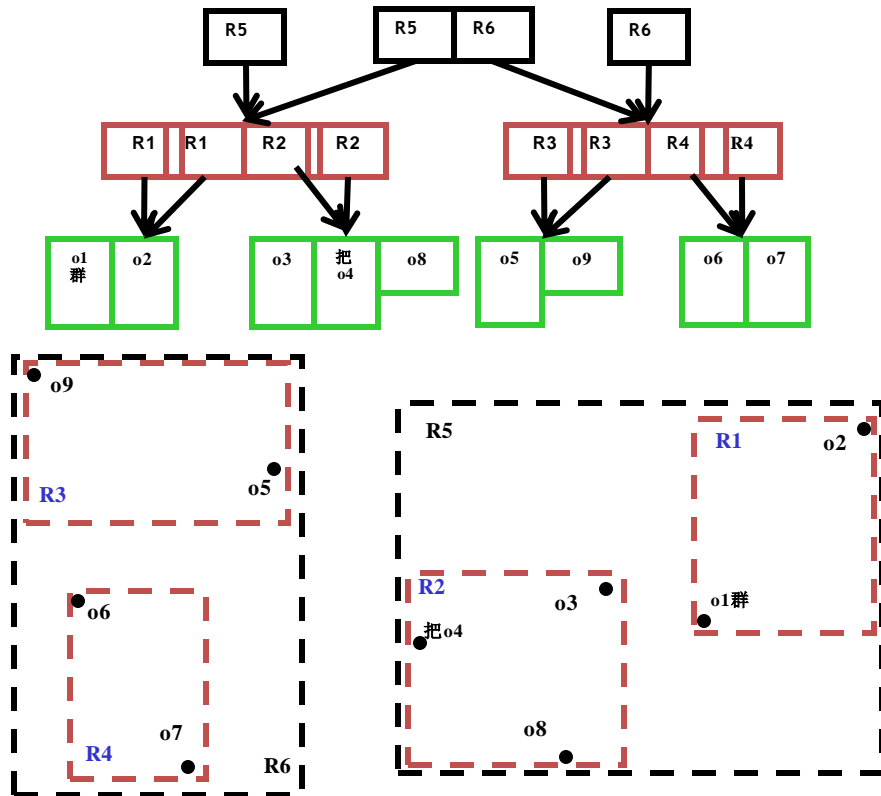 R5
R5 R6
R6
R1 R1 R2 R2
R3 R3 R4 R4
o1
群
o2
o3
把
o4
o8
o5
o9
o6
o7
o9
o5
R3
o6
o7
R4
R6
R5
R1
o2
R2
o3
o1群
把o4
o8